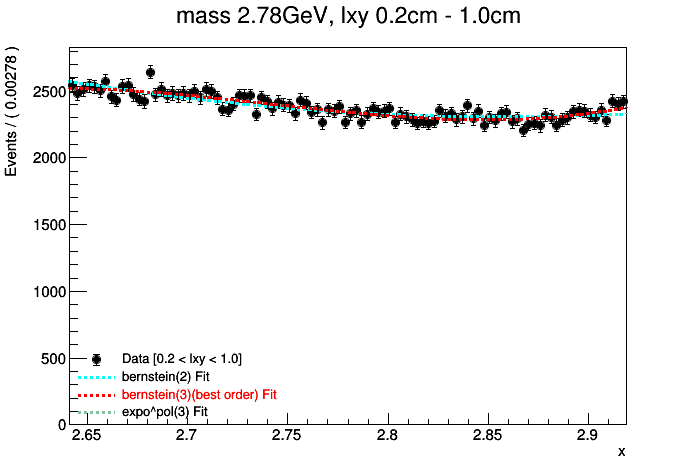 mass 2.78GeV, lxy 0.2cm - 1.0cm
Events / ( 0.00278 )
2500
2000
1500
1000
500
0
Data [0.2 < lxy < 1.0]
bernstein(2) Fit
bernstein(3)(best order) Fit
expo^pol(3) Fit
2.65 2.7 2.75 2.8 2.85 2.9
x